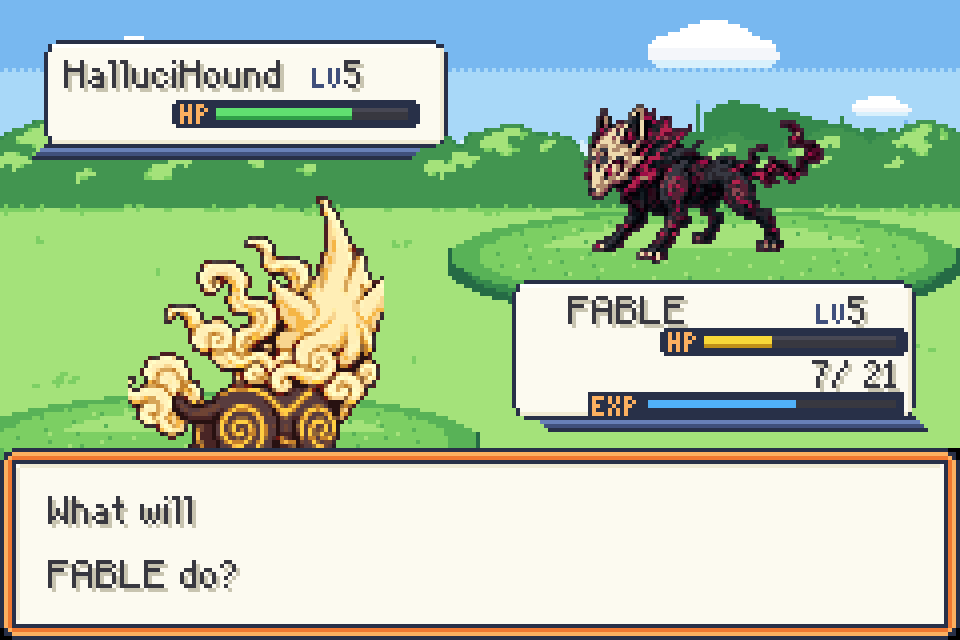 HalluciHound Lv5
HP
FABLE Lv5
HP
7/ 21
EXP
What will
FABLE do?